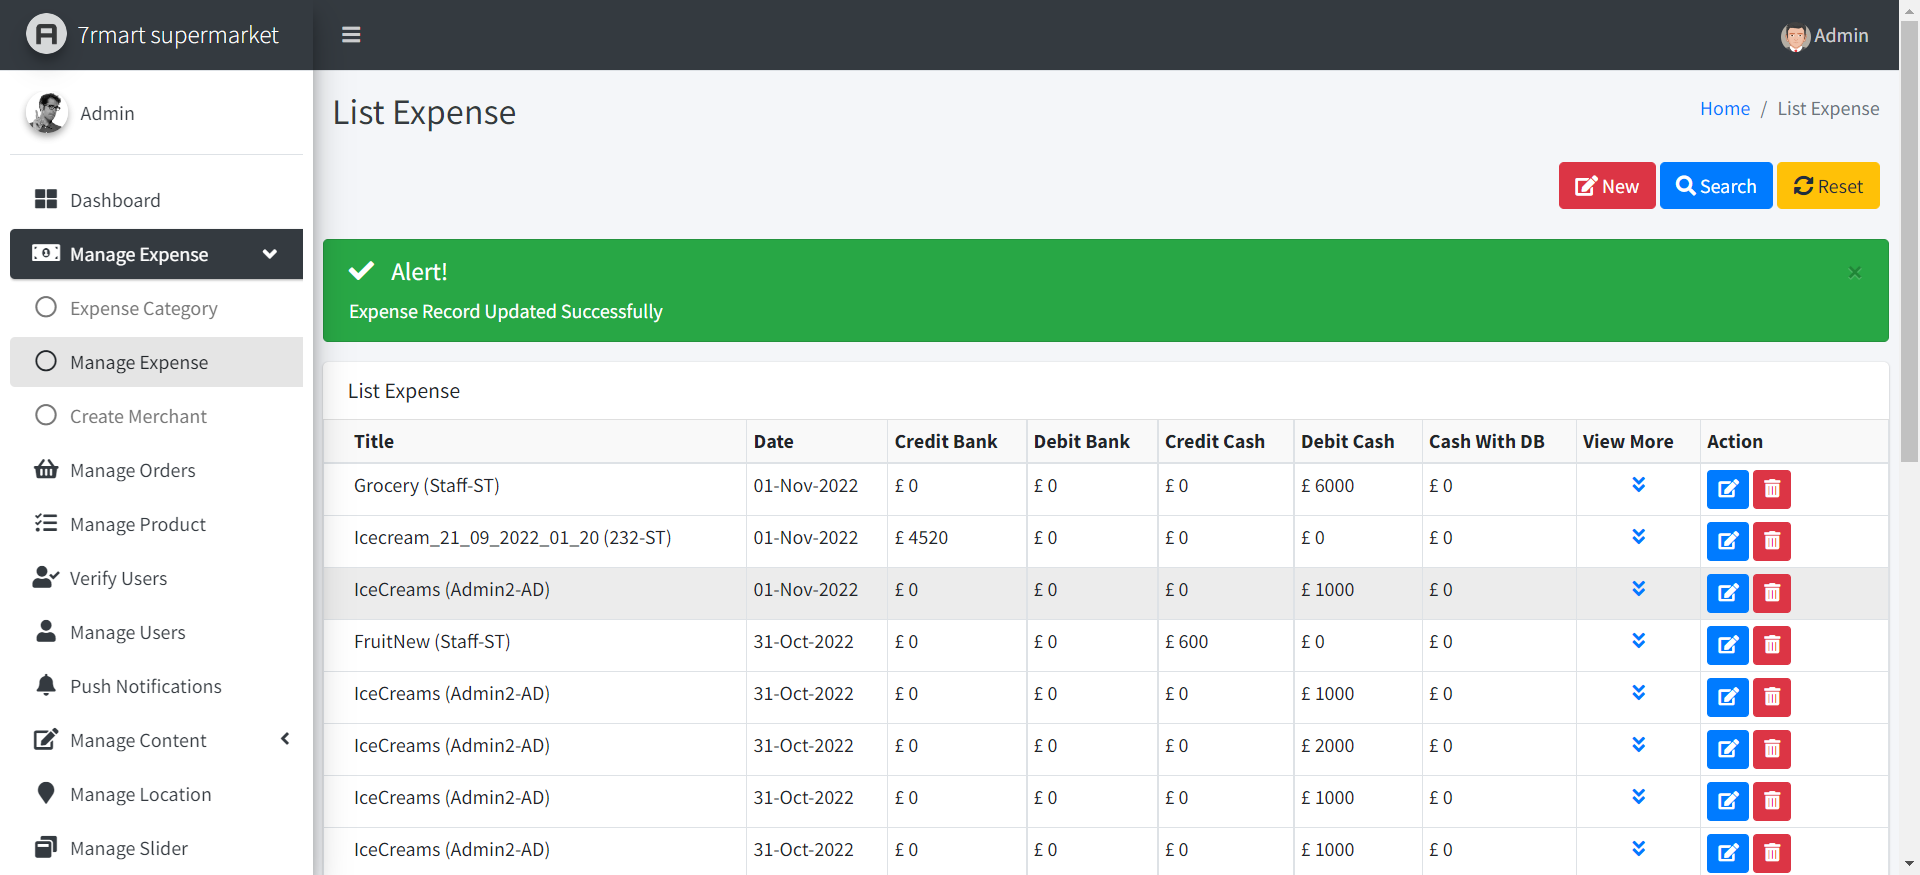 7rmart supermarket
Admin
Admin
List Expense
Home / List Expense
New
Search
Reset
Dashboard
Manage Expense
Expense Category
Manage Expense
Create Merchant
Manage Orders
Manage Product
Verify Users
Manage Users
Push Notifications
Manage Content
Manage Location
Manage Slider
Alert!
×
Expense Record Updated Successfully
List Expense
Title Date Credit Bank Debit Bank Credit Cash Debit Cash Cash With DB View More Action
Grocery (Staff-ST) 01-Nov-2022 £ 0 £ 0 £ 0 £ 6000 £ 0
Icecream_21_09_2022_01_20 (232-ST) 01-Nov-2022 £ 4520 £ 0 £ 0 £ 0 £ 0
IceCreams (Admin2-AD) 01-Nov-2022 £ 0 £ 0 £ 0 £ 1000 £ 0
FruitNew (Staff-ST) 31-Oct-2022 £ 0 £ 0 £ 600 £ 0 £ 0
IceCreams (Admin2-AD) 31-Oct-2022 £ 0 £ 0 £ 0 £ 1000 £ 0
IceCreams (Admin2-AD) 31-Oct-2022 £ 0 £ 0 £ 0 £ 2000 £ 0
IceCreams (Admin2-AD) 31-Oct-2022 £ 0 £ 0 £ 0 £ 1000 £ 0
IceCreams (Admin2-AD) 31-Oct-2022 £ 0 £ 0 £ 0 £ 1000 £ 0